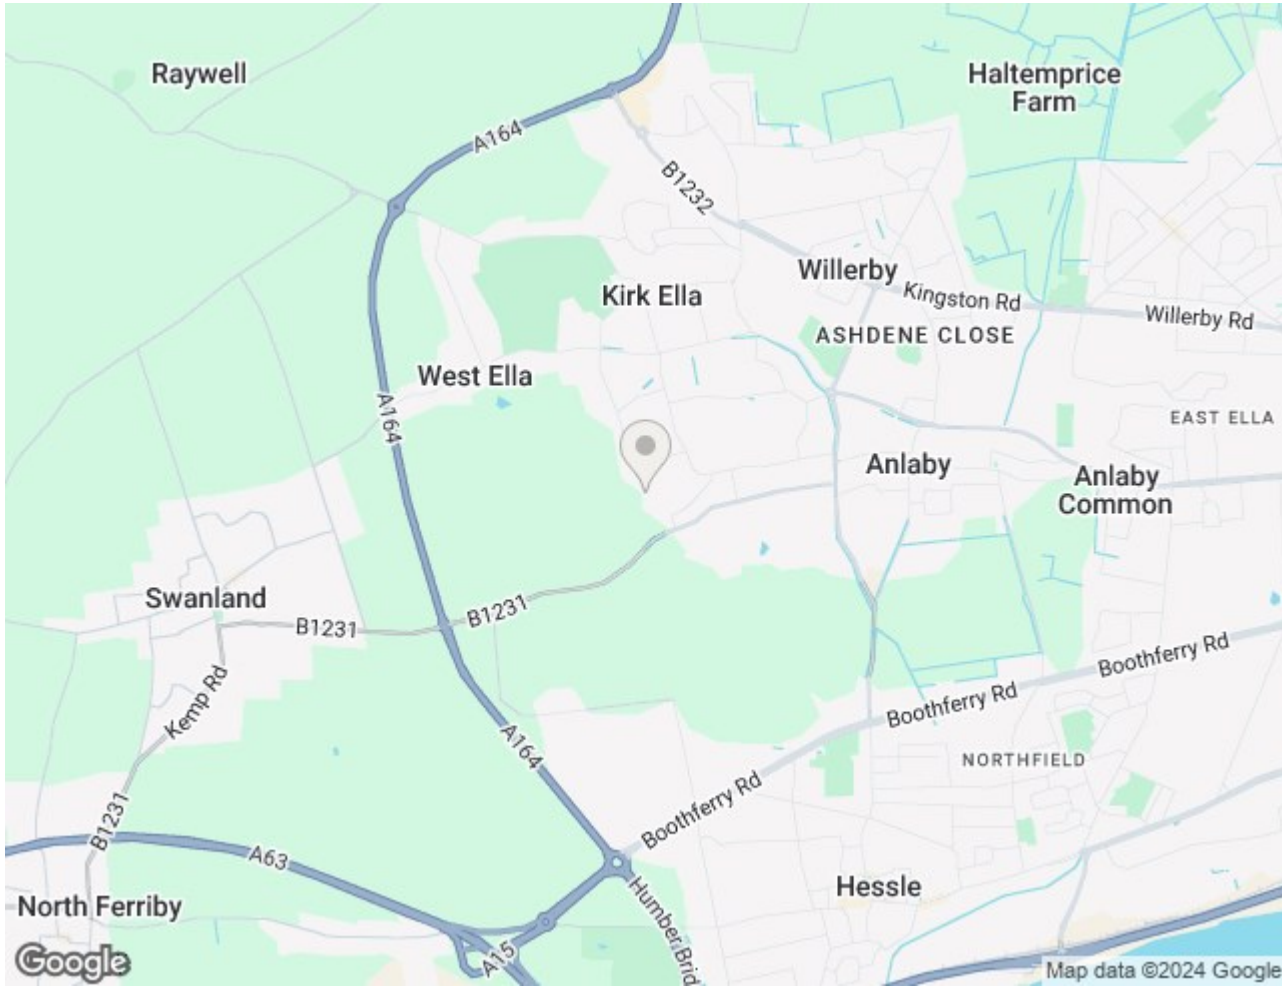 Raywell
Haltemprice
Farm
A164
B1232
Willerby
Kirk Ella
Kingston Rd
Willerby Rd
ASHDENE CLOSE
West Ella
A164
EAST ELLA
Anlaby
Anlaby
Common
Swanland
B1231
B1231
Boothferry Rd
Kemp Rd
Boothferry Rd
A164
NORTHFIELD
Boothferry Rd
B1231
A63
Hessle
North Ferriby
Humber Brid
A15
Google
Map data ©2024 Google